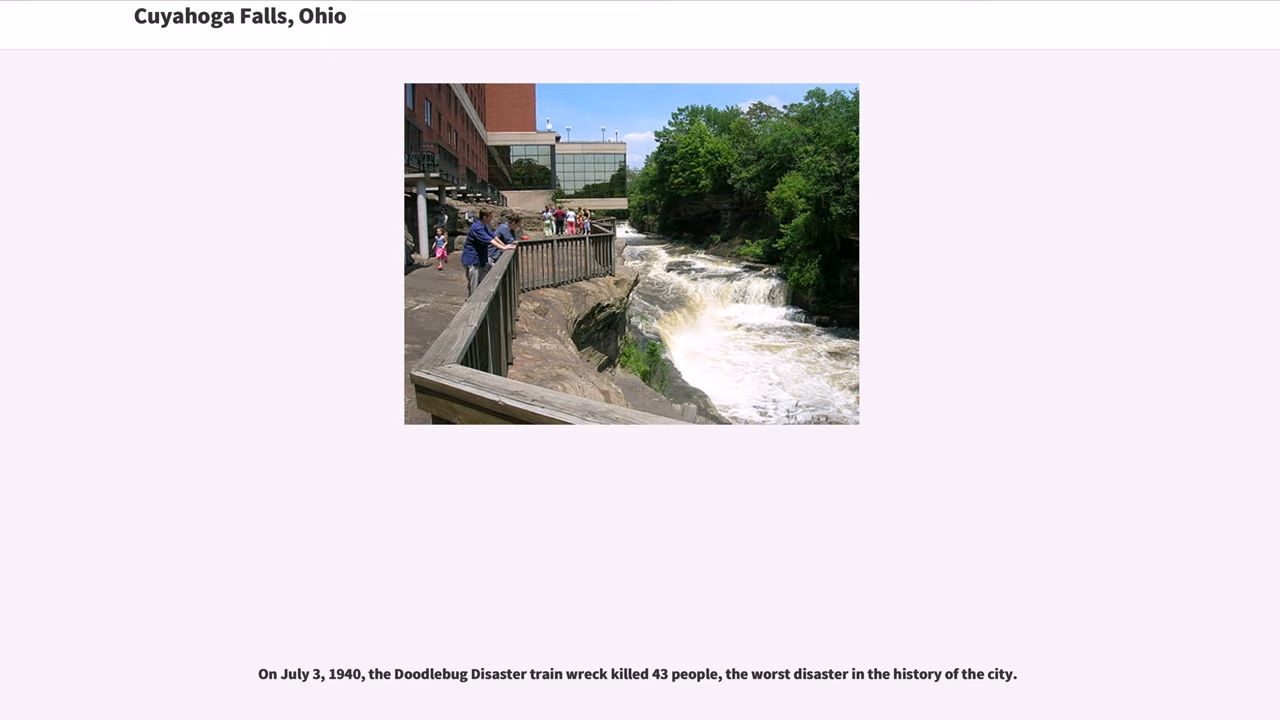 Cuyahoga Falls, Ohio
On July 3, 1940, the Doodlebug Disaster train wreck killed 43 people, the worst disaster in the history of the city.